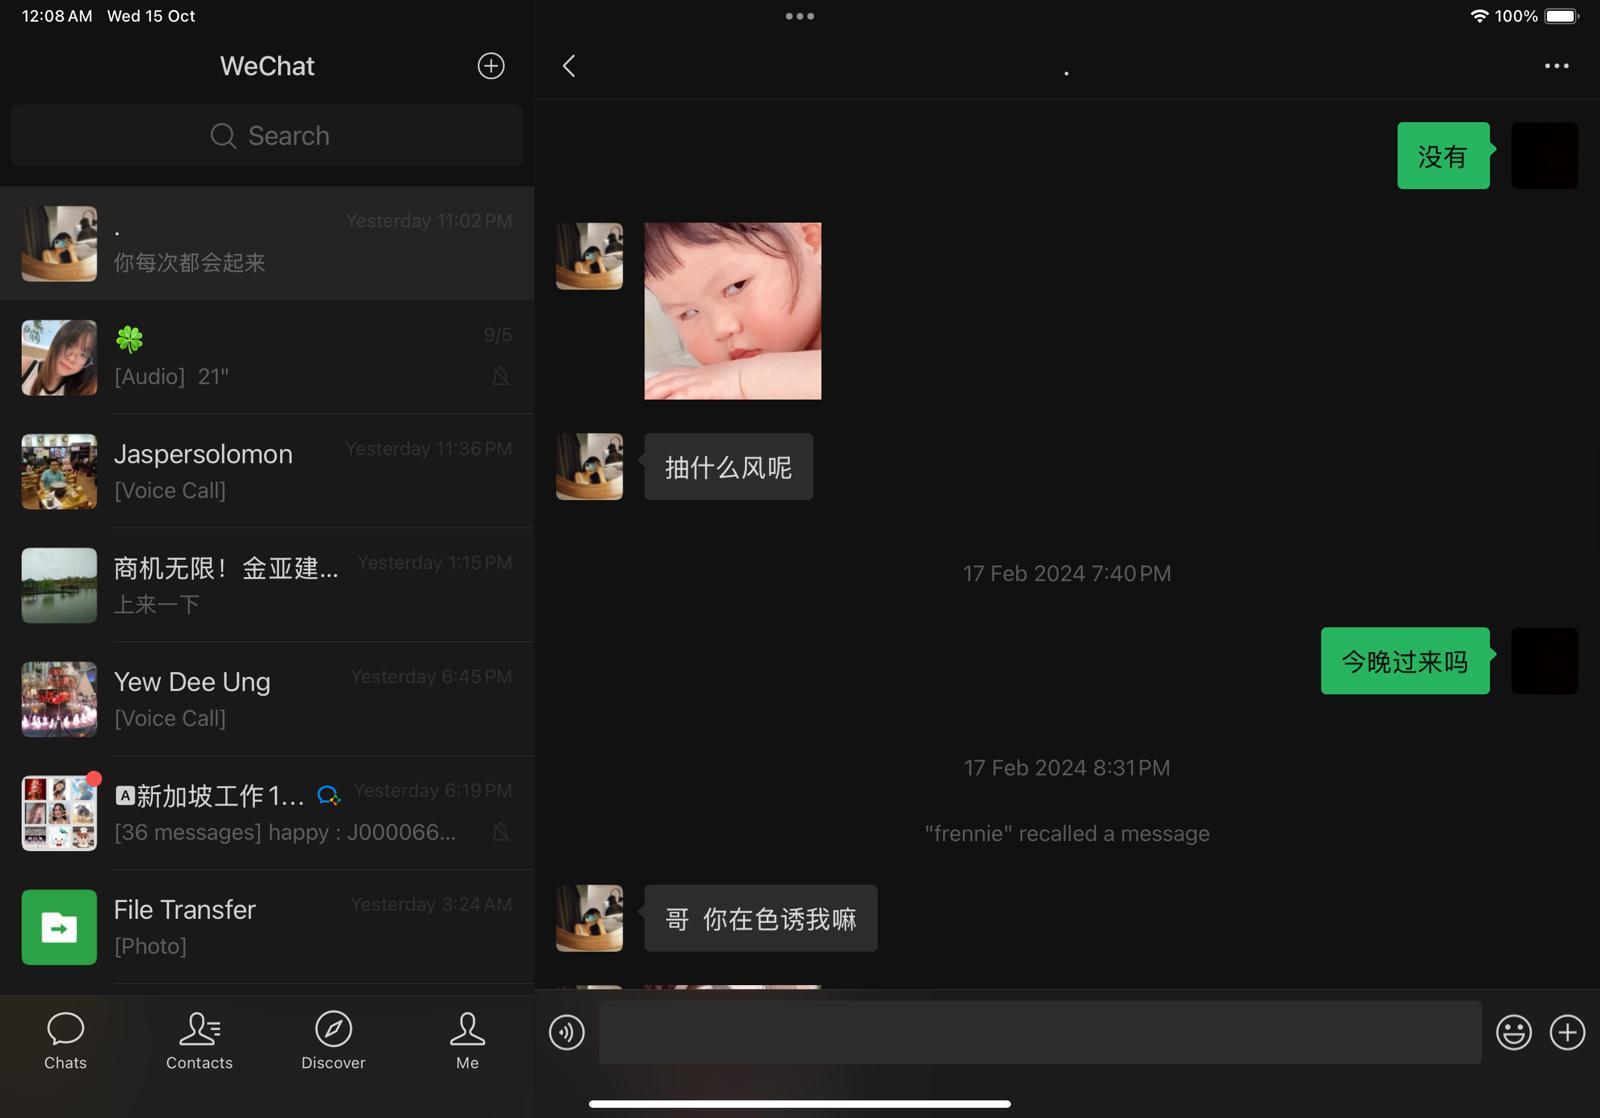 12:08 AM Wed 15 Oct
100%
WeChat
Search
.
Yesterday 11:02 PM
你每次都会起来
🍀
9/5
[Audio] 21"
Jaspersolomon
Yesterday 11:36 PM
[Voice Call]
商机无限！金亚建...
Yesterday 1:15 PM
上来一下
Yew Dee Ung
Yesterday 6:45 PM
[Voice Call]
🅰新加坡工作1...
Yesterday 6:19 PM
[36 messages] happy : J000066...
File Transfer
Yesterday 3:24 AM
[Photo]
Chats
Contacts
Discover
Me
.
没有
抽什么风呢
17 Feb 2024 7:40 PM
今晚过来吗
17 Feb 2024 8:31 PM
"frennie" recalled a message
哥 你在色诱我嘛